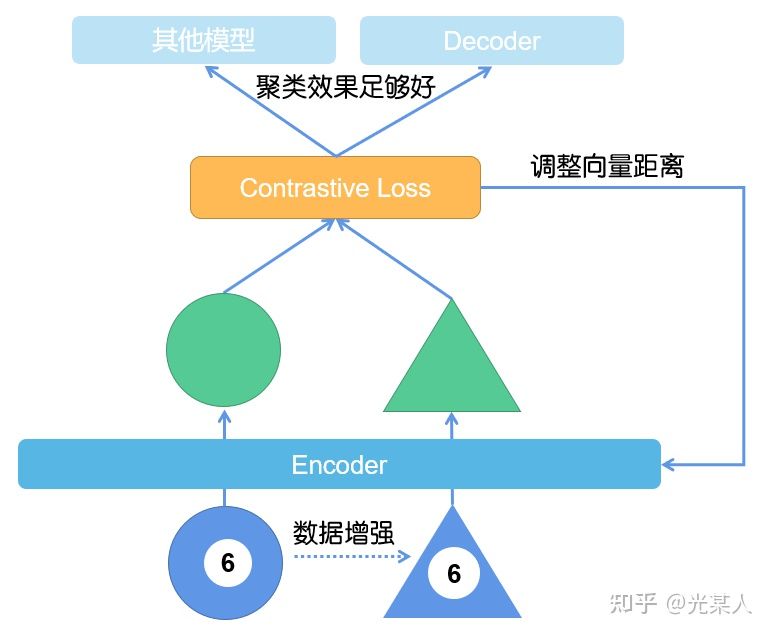 其他模型
Decoder
聚类效果足够好
Contrastive Loss
调整向量距离
Encoder
数据增强
6
6
知乎 @光某人